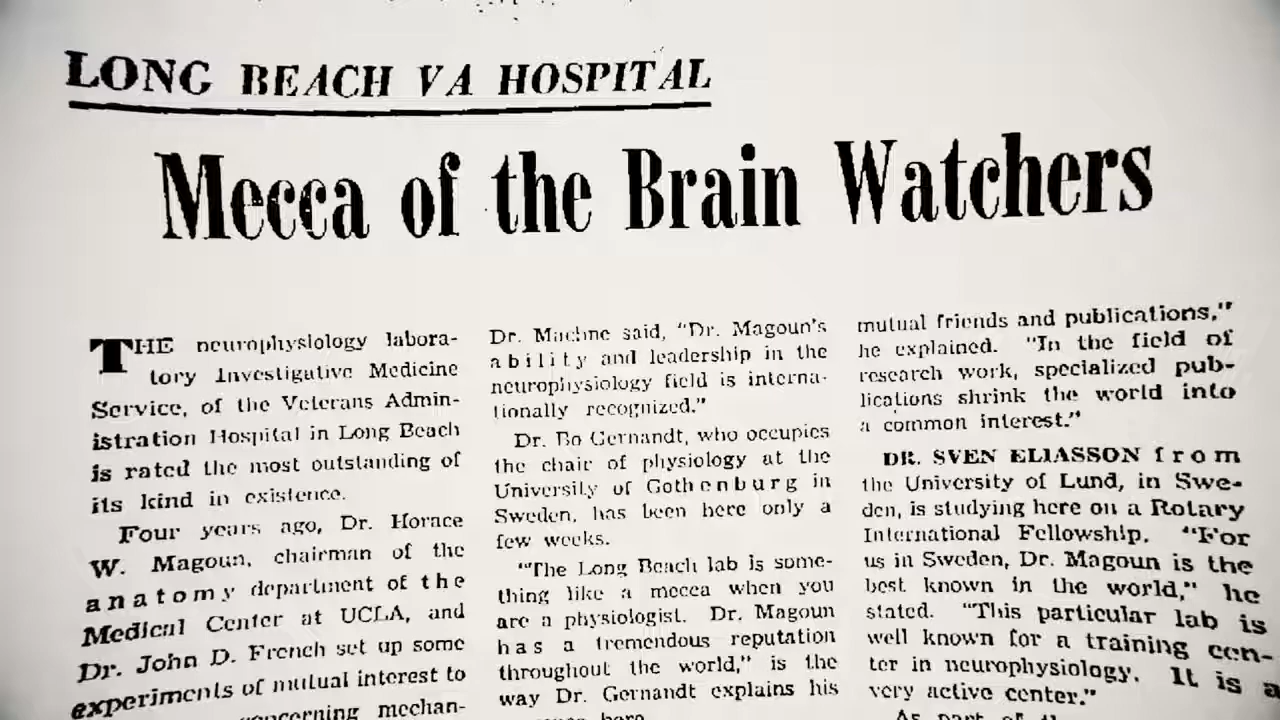 LONG BEACH VA HOSPITAL
Mecca of the Brain Watchers
THE neurophysiology labora-
tory Investigative Medicine
Service, of the Veterans Admin-
istration Hospital in Long Beach
is rated the most outstanding of
its kind in existence.
Four years ago, Dr. Horace
W. Magoun, chairman of the
anatomy department of the
Medical Center at UCLA, and
Dr. John D. French set up some
experiments of mutual interest to
concerning mechan-
Dr. Machne said, "Dr. Magoun's
ability and leadership in the
neurophysiology field is interna-
tionally recognized."
Dr. Bo Gernandt, who occupies
the chair of physiology at the
University of Gothenburg in
Sweden, has been here only a
few weeks.
"The Long Beach lab is some-
thing like a mecca when you
are a physiologist. Dr. Magoun
has a tremendous reputation
throughout the world," is the
way Dr. Gernandt explains his
here.
mutual friends and publications,"
he explained. "In the field of
research work, specialized pub-
lications shrink the world into
a common interest."
DR. SVEN ELIASSON from
the University of Lund, in Swe-
den, is studying here on a Rotary
International Fellowship. "For
us in Sweden, Dr. Magoun is the
best known in the world," he
stated. "This particular lab is
well known for a training cen-
ter in neurophysiology. It is a
very active center."
As part of